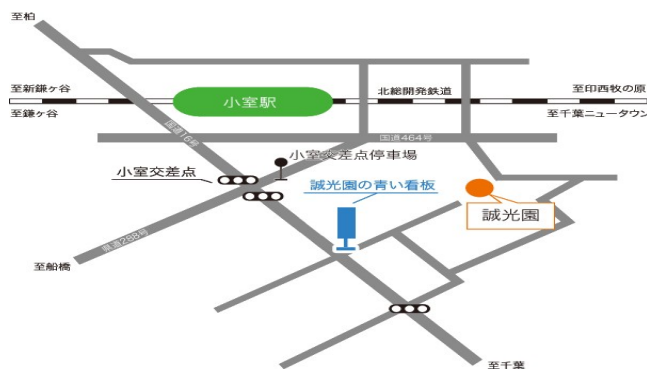 至柏
至新鎌ヶ谷
至鎌ヶ谷
小室駅
北総開発鉄道
至印西牧の原
至千葉ニュータウン
国道16号
国道464号
小室交差点停車場
小室交差点
誠光園の青い看板
誠光園
県道288号
至船橋
至千葉